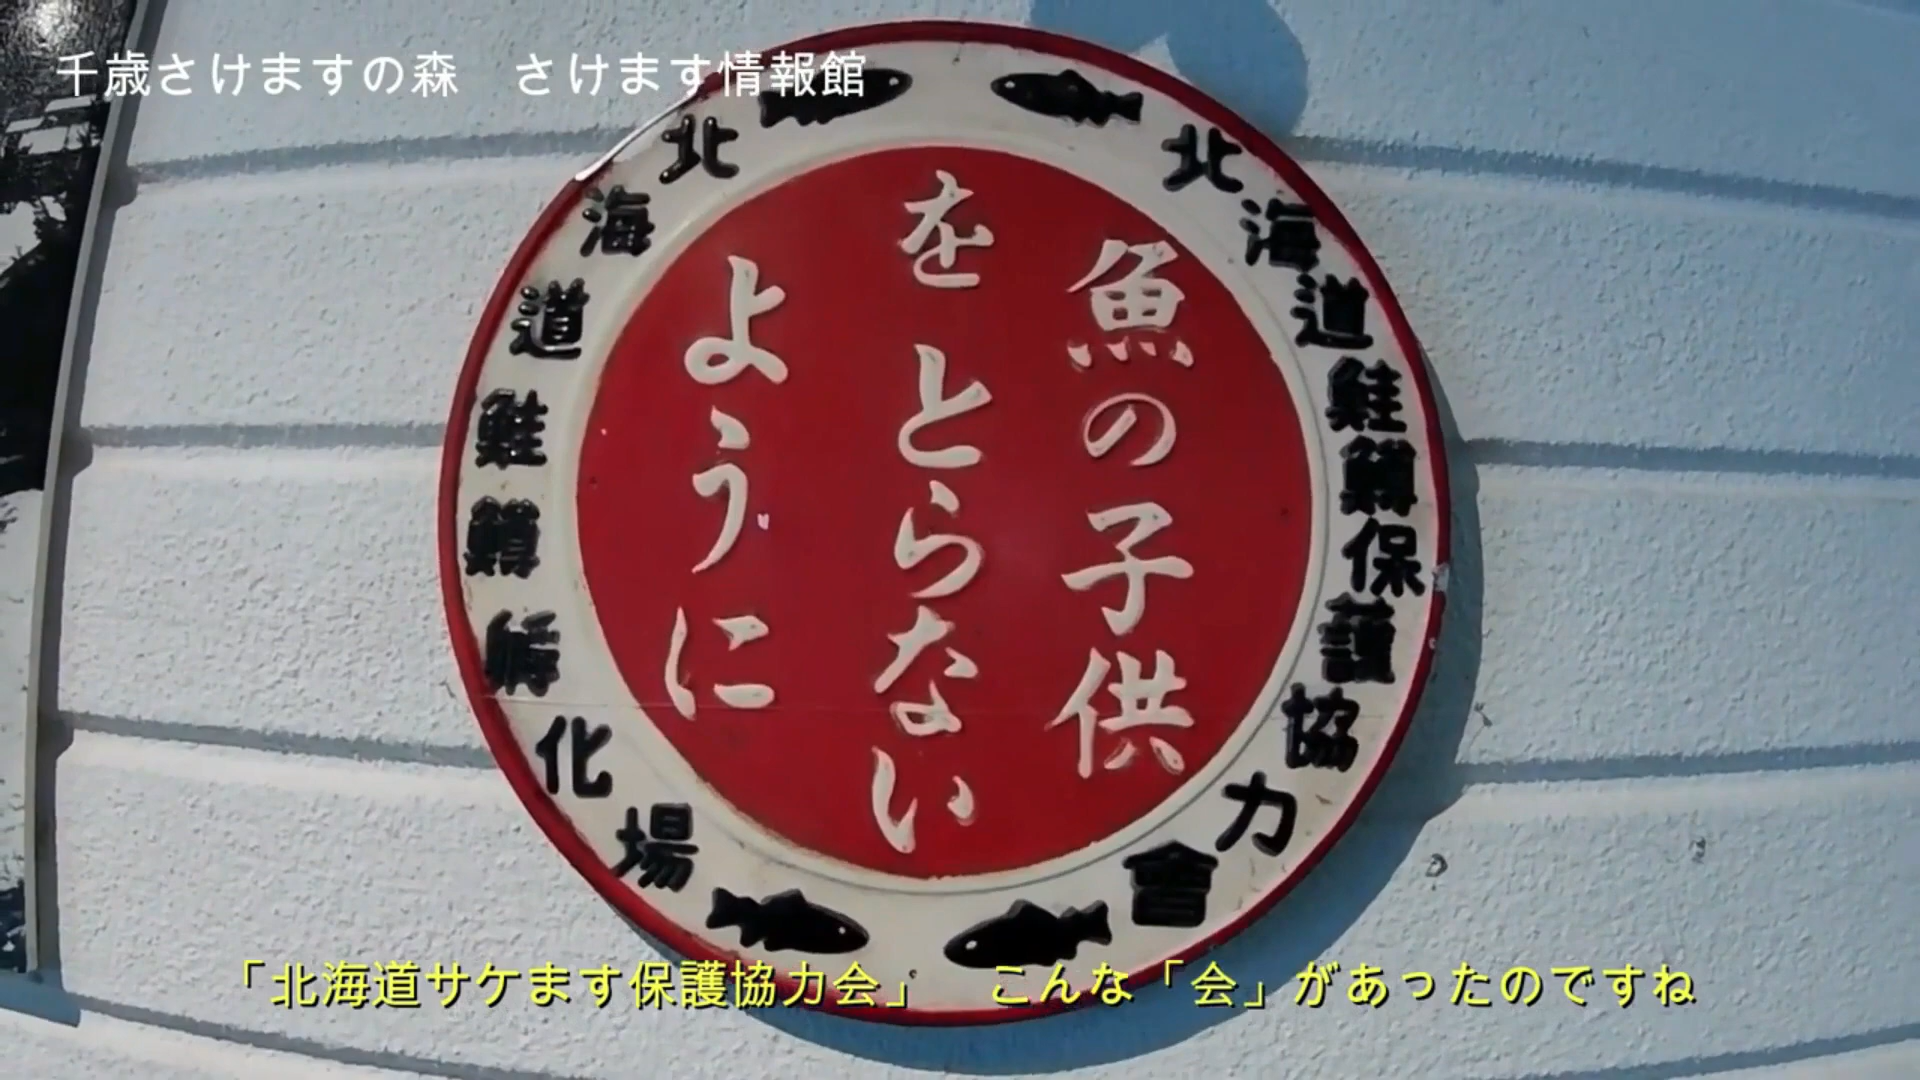 千歳さけますの森　さけます情報館
魚の子供
をとらない
ように
北海道鮭鱒保護協力會
北海道鮭鱒孵化場
「北海道サケます保護協力会」　こんな「会」があったのですね